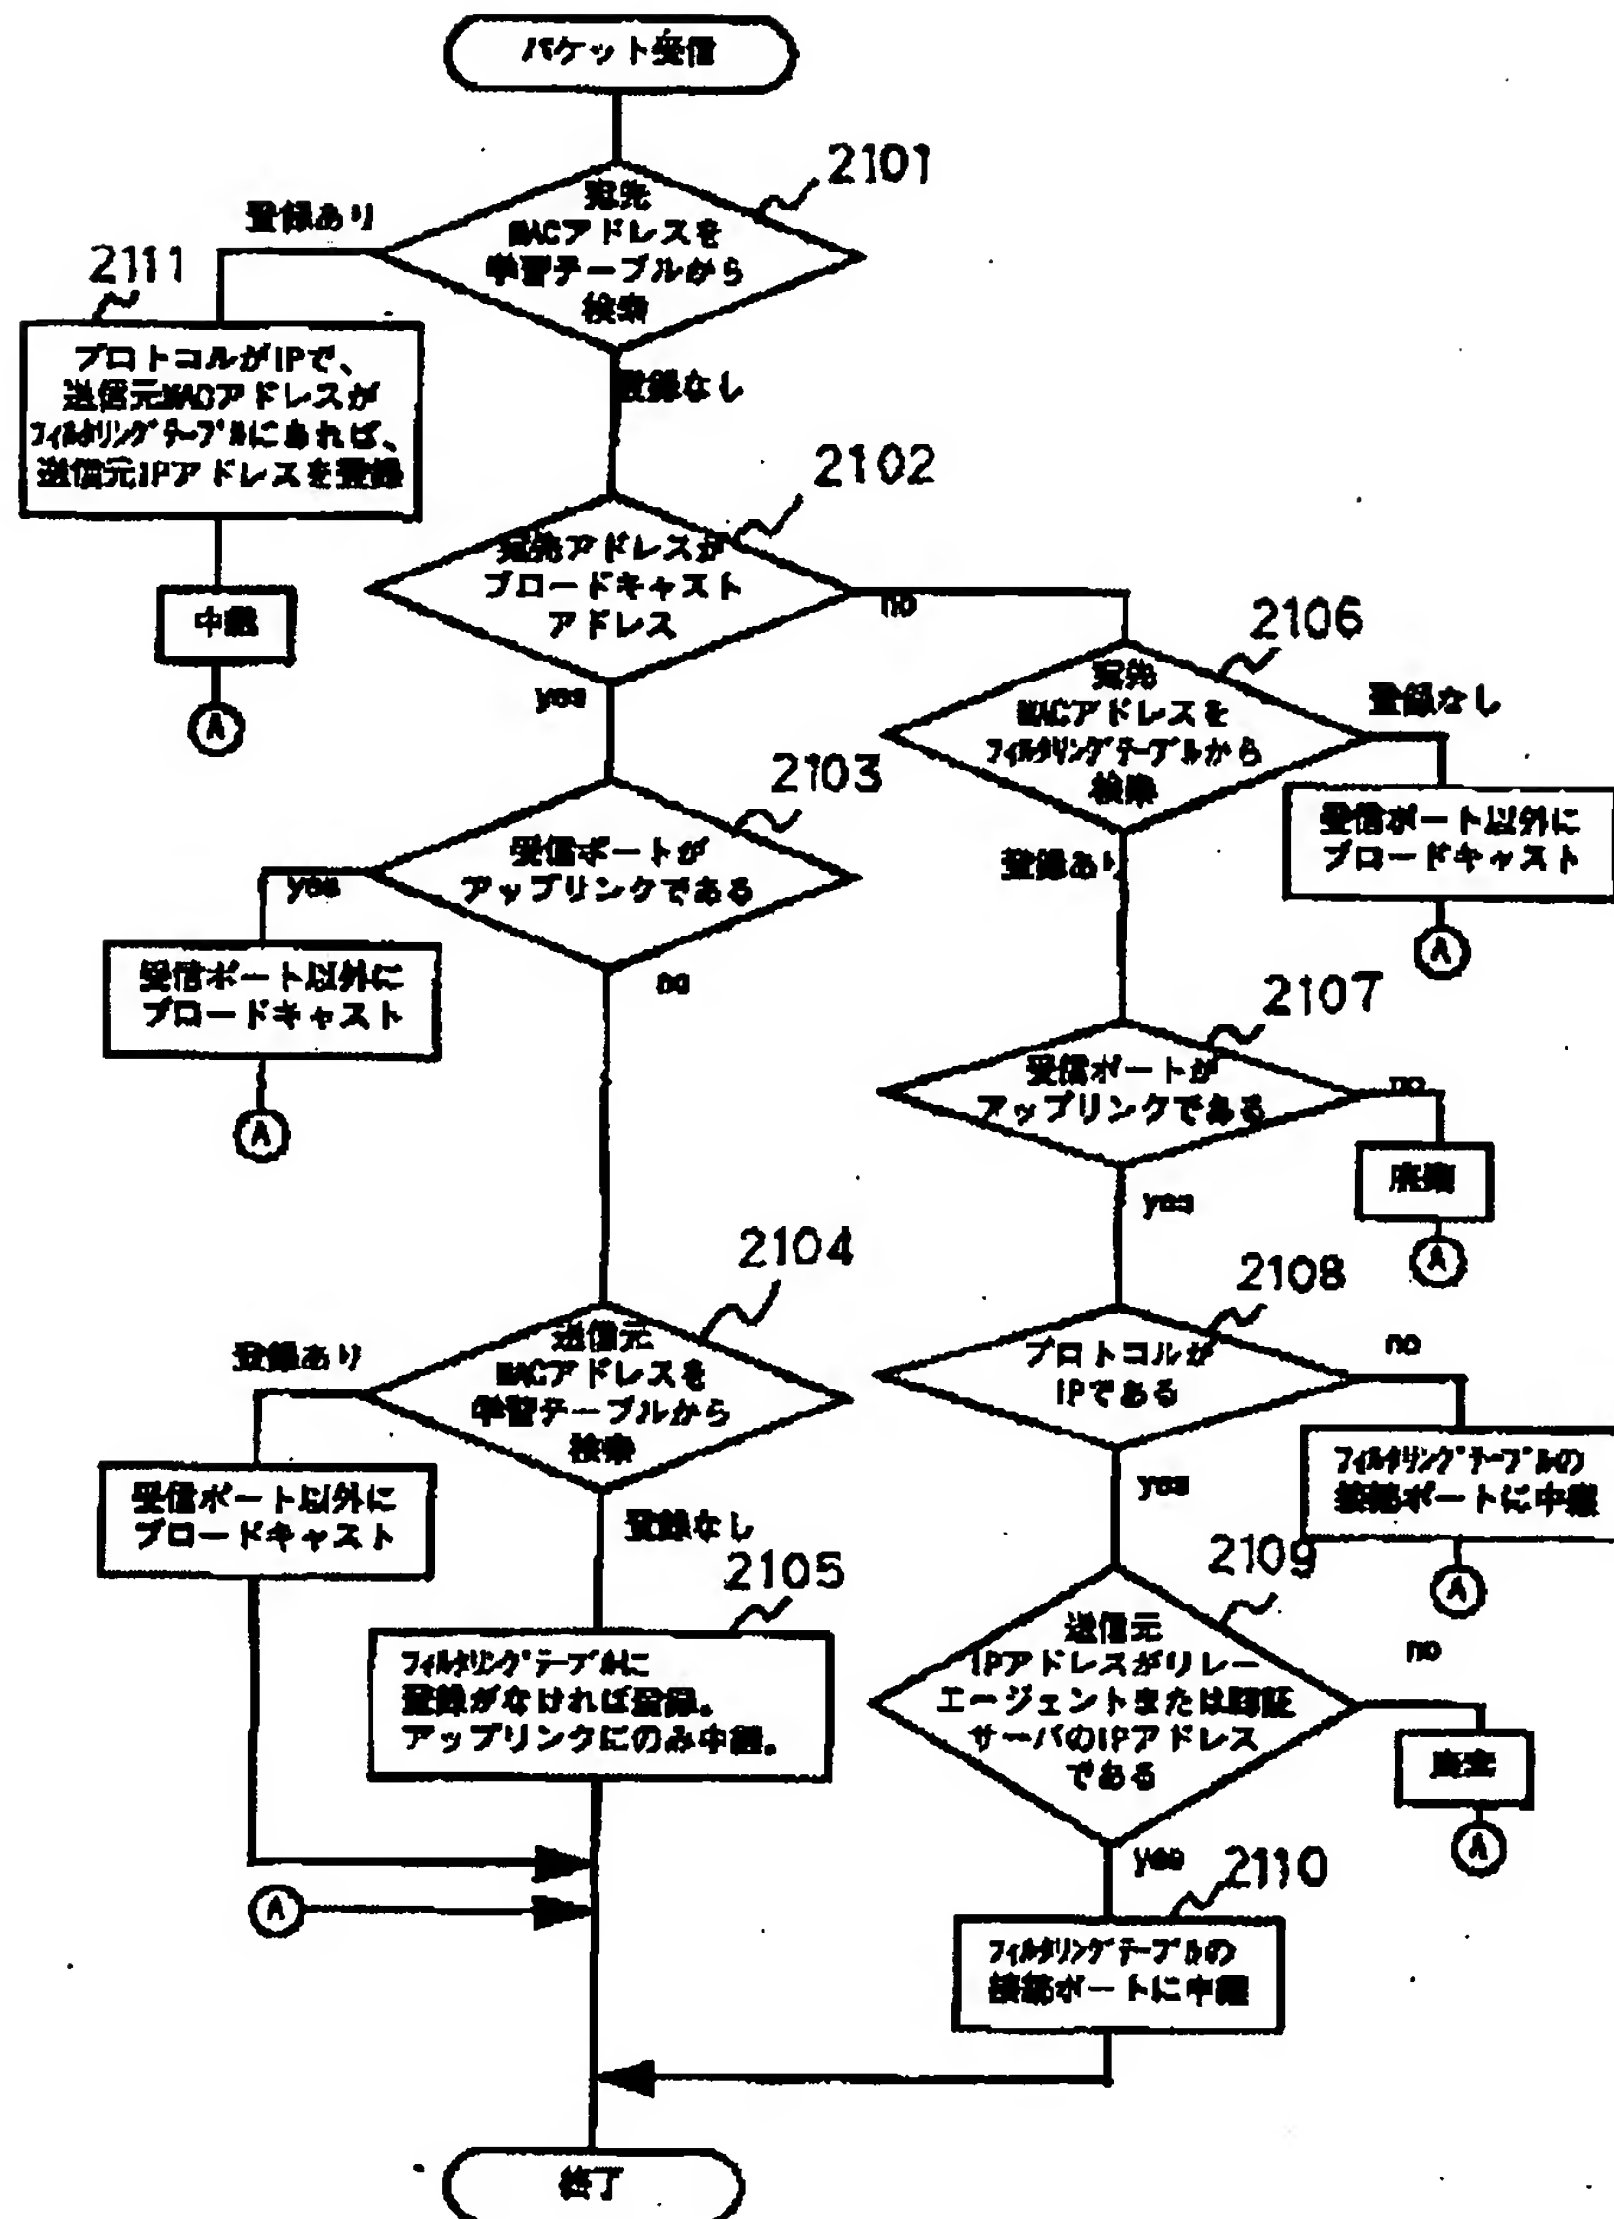 パケット受信
2101
宛先
MACアドレスを
学習テーブルから
検索
登録あり
2111
プロトコルがIPで、
送信元MACアドレスが
フィルタリングテーブルにあれば、
送信元IPアドレスを登録
中継
A
登録なし
2102
宛先アドレスが
ブロードキャスト
アドレス
no
yes
2103
受信ポートが
アップリンクである
yes
受信ポート以外に
ブロードキャスト
A
no
2104
送信元
MACアドレスを
学習テーブルから
検索
登録あり
受信ポート以外に
ブロードキャスト
登録なし
2105
フィルタリングテーブルに
登録がなければ登録。
アップリンクにのみ中継。
A
2106
宛先
MACアドレスを
フィルタリングテーブルから
検索
登録なし
受信ポート以外に
ブロードキャスト
A
登録あり
2107
受信ポートが
アップリンクである
no
廃棄
A
yes
2108
プロトコルが
IPである
no
フィルタリングテーブルの
接続ポートに中継
A
yes
2109
送信元
IPアドレスがリレー
エージェントまたは認証
サーバのIPアドレス
である
no
廃棄
A
yes
2110
フィルタリングテーブルの
接続ポートに中継
終了